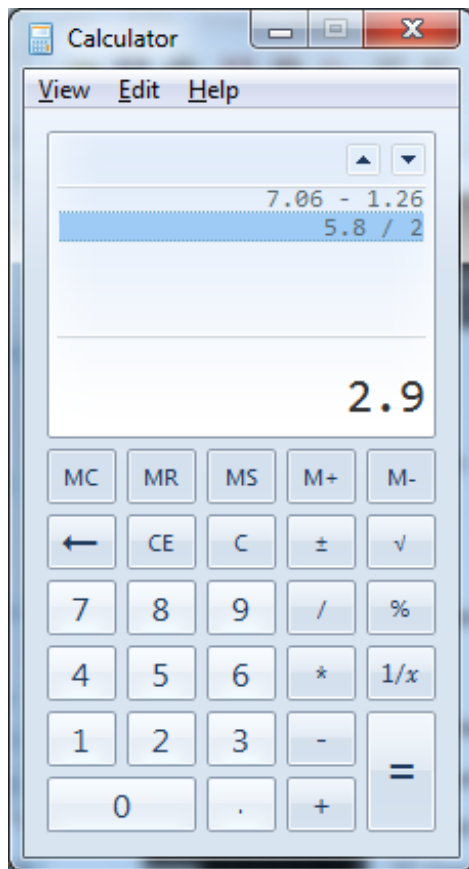 Calculator
View Edit Help
7.06 - 1.26
5.8 / 2
2.9
MC MR MS M+ M-
← CE C ± √
7 8 9 / %
4 5 6 * 1/x
1 2 3 - =
0 . +